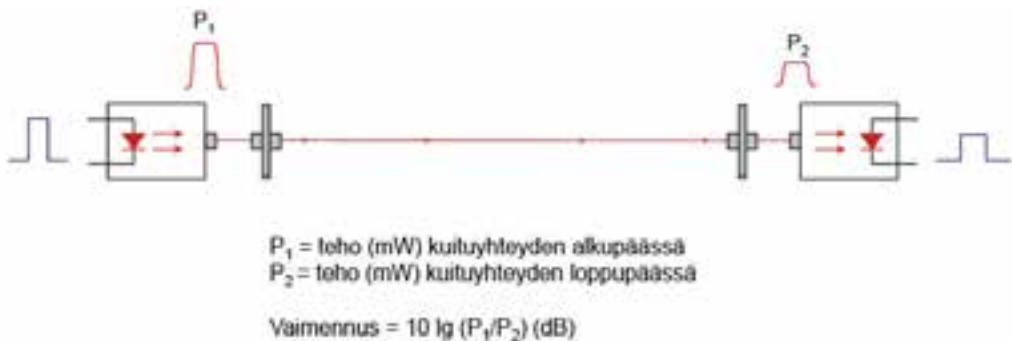 P₁
P₂
P₁ = teho (mW) kuituyhteyden alkupäässä
P₂ = teho (mW) kuituyhteyden loppupäässä
Vaimennus = 10 lg (P₁/P₂) (dB)